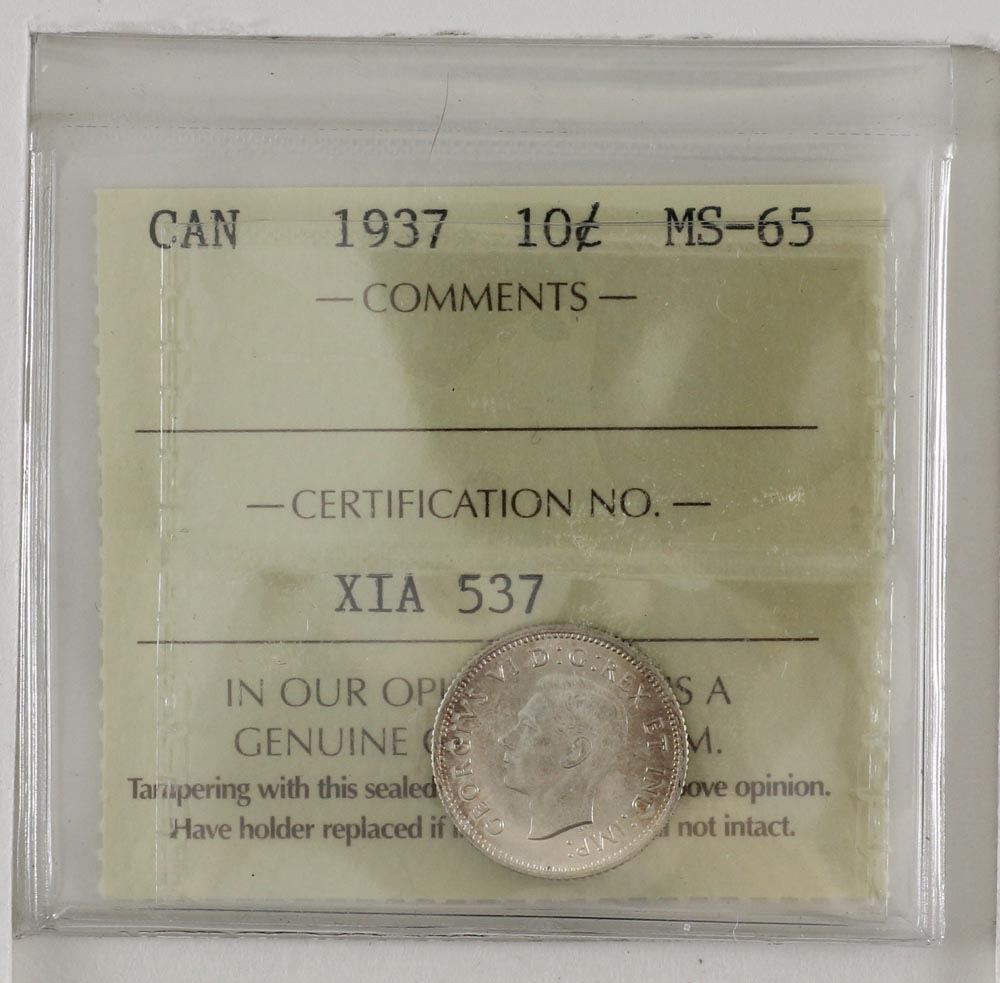 CAN 1937 10¢ MS-65
— COMMENTS —
— CERTIFICATION NO. —
XIA 537
IN OUR OPI S A
GENUINE M.
Tampering with this sealed ove opinion.
Have holder replaced if not intact.
GEORGIVS VI D:G:REX ET IND:IMP: